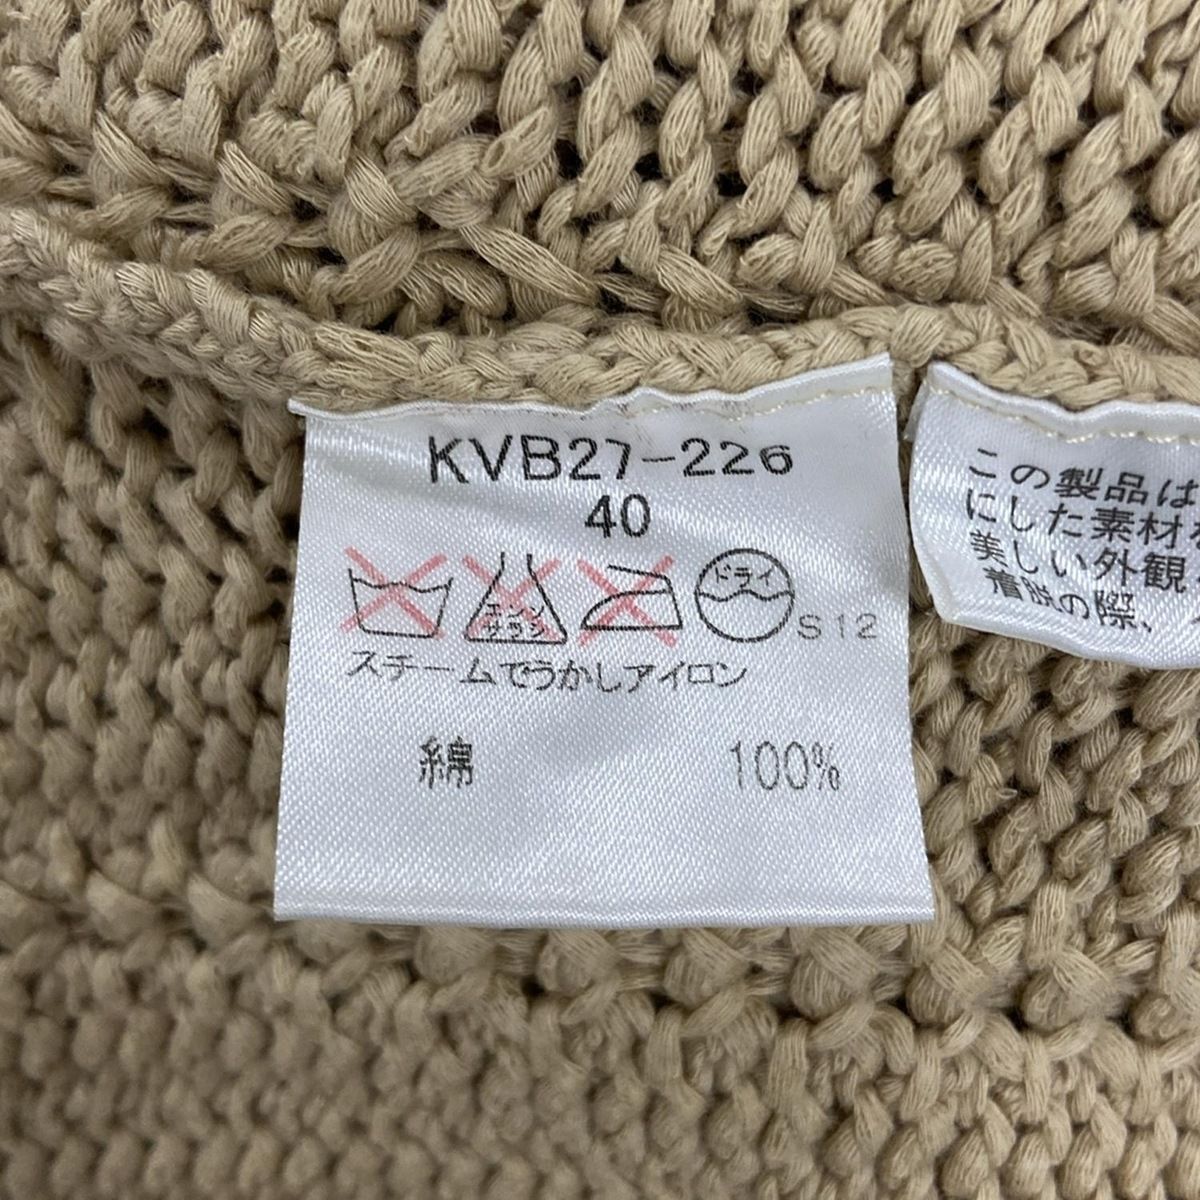 KVB27-226
40
エンソ
サラシ
ドライ
S12
スチームでうかしアイロン
綿 100%
この製品は
にした素材
美しい外観
着脱の際、